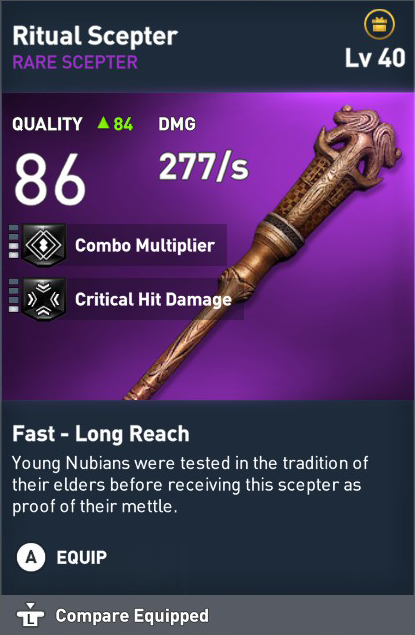 Ritual Scepter
RARE SCEPTER
Lv 40
QUALITY ▲84 DMG
86 277/s
Combo Multiplier
Critical Hit Damage
Fast - Long Reach
Young Nubians were tested in the tradition of
their elders before receiving this scepter as
proof of their mettle.
A EQUIP
L Compare Equipped